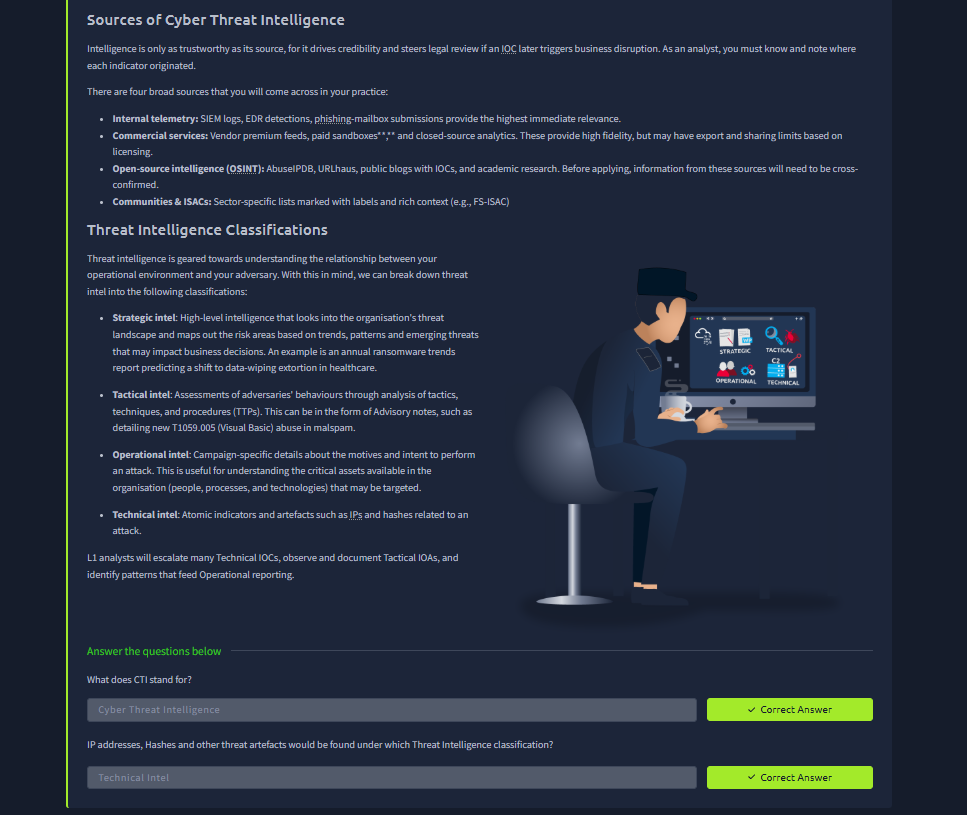 Sources of Cyber Threat Intelligence
Intelligence is only as trustworthy as its source, for it drives credibility and steers legal review if an IOC later triggers business disruption. As an analyst, you must know and note where
each indicator originated.
There are four broad sources that you will come across in your practice:
• Internal telemetry: SIEM logs, EDR detections, phishing-mailbox submissions provide the highest immediate relevance.
• Commercial services: Vendor premium feeds, paid sandboxes**,** and closed-source analytics. These provide high fidelity, but may have export and sharing limits based on
licensing.
• Open-source intelligence (OSINT): AbuseIPDB, URLhaus, public blogs with IOCs, and academic research. Before applying, information from these sources will need to be cross-
confirmed.
• Communities & ISACs: Sector-specific lists marked with labels and rich context (e.g., FS-ISAC)
Threat Intelligence Classifications
Threat intelligence is geared towards understanding the relationship between your
operational environment and your adversary. With this in mind, we can break down threat
intel into the following classifications:
• Strategic intel: High-level intelligence that looks into the organisation's threat
landscape and maps out the risk areas based on trends, patterns and emerging threats
that may impact business decisions. An example is an annual ransomware trends
report predicting a shift to data-wiping extortion in healthcare.
• Tactical intel: Assessments of adversaries' behaviours through analysis of tactics,
techniques, and procedures (TTPs). This can be in the form of Advisory notes, such as
detailing new T1059.005 (Visual Basic) abuse in malspam.
• Operational intel: Campaign-specific details about the motives and intent to perform
an attack. This is useful for understanding the critical assets available in the
organisation (people, processes, and technologies) that may be targeted.
• Technical intel: Atomic indicators and artefacts such as IPs and hashes related to an
attack.
L1 analysts will escalate many Technical IOCs, observe and document Tactical IOAs, and
identify patterns that feed Operational reporting.
STRATEGIC
TACTICAL
C2
OPERATIONAL
TECHNICAL
Answer the questions below
What does CTI stand for?
Cyber Threat Intelligence
✓ Correct Answer
IP addresses, Hashes and other threat artefacts would be found under which Threat Intelligence classification?
Technical Intel
✓ Correct Answer